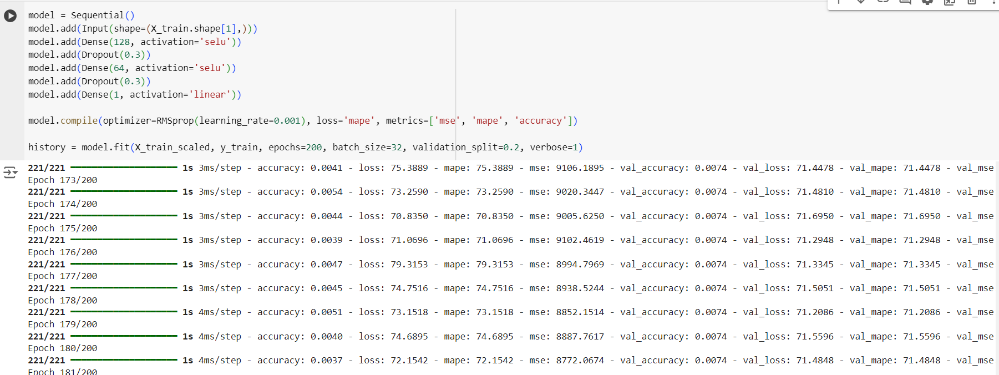 model = Sequential()
model.add(Input(shape=(X_train.shape[1],)))
model.add(Dense(128, activation='selu'))
model.add(Dropout(0.3))
model.add(Dense(64, activation='selu'))
model.add(Dropout(0.3))
model.add(Dense(1, activation='linear'))
model.compile(optimizer=RMSprop(learning_rate=0.001), loss='mape', metrics=['mse', 'mape', 'accuracy'])
history = model.fit(X_train_scaled, y_train, epochs=200, batch_size=32, validation_split=0.2, verbose=1)
221/221 ━━━━━━━━━━━━━━━━━━━━ 1s 3ms/step - accuracy: 0.0041 - loss: 75.3889 - mape: 75.3889 - mse: 9106.1895 - val_accuracy: 0.0074 - val_loss: 71.4478 - val_mape: 71.4478 - val_mse
Epoch 173/200
221/221 ━━━━━━━━━━━━━━━━━━━━ 1s 3ms/step - accuracy: 0.0054 - loss: 73.2590 - mape: 73.2590 - mse: 9020.3447 - val_accuracy: 0.0074 - val_loss: 71.4810 - val_mape: 71.4810 - val_mse
Epoch 174/200
221/221 ━━━━━━━━━━━━━━━━━━━━ 1s 3ms/step - accuracy: 0.0044 - loss: 70.8350 - mape: 70.8350 - mse: 9005.6250 - val_accuracy: 0.0074 - val_loss: 71.6950 - val_mape: 71.6950 - val_mse
Epoch 175/200
221/221 ━━━━━━━━━━━━━━━━━━━━ 1s 3ms/step - accuracy: 0.0039 - loss: 71.0696 - mape: 71.0696 - mse: 9102.4619 - val_accuracy: 0.0074 - val_loss: 71.2948 - val_mape: 71.2948 - val_mse
Epoch 176/200
221/221 ━━━━━━━━━━━━━━━━━━━━ 1s 3ms/step - accuracy: 0.0047 - loss: 79.3153 - mape: 79.3153 - mse: 8994.7969 - val_accuracy: 0.0074 - val_loss: 71.3345 - val_mape: 71.3345 - val_mse
Epoch 177/200
221/221 ━━━━━━━━━━━━━━━━━━━━ 1s 3ms/step - accuracy: 0.0045 - loss: 74.7516 - mape: 74.7516 - mse: 8938.5244 - val_accuracy: 0.0074 - val_loss: 71.5051 - val_mape: 71.5051 - val_mse
Epoch 178/200
221/221 ━━━━━━━━━━━━━━━━━━━━ 1s 4ms/step - accuracy: 0.0051 - loss: 73.1518 - mape: 73.1518 - mse: 8852.1514 - val_accuracy: 0.0074 - val_loss: 71.2086 - val_mape: 71.2086 - val_mse
Epoch 179/200
221/221 ━━━━━━━━━━━━━━━━━━━━ 1s 4ms/step - accuracy: 0.0040 - loss: 74.6895 - mape: 74.6895 - mse: 8887.7617 - val_accuracy: 0.0074 - val_loss: 71.5596 - val_mape: 71.5596 - val_mse
Epoch 180/200
221/221 ━━━━━━━━━━━━━━━━━━━━ 1s 4ms/step - accuracy: 0.0037 - loss: 72.1542 - mape: 72.1542 - mse: 8772.0674 - val_accuracy: 0.0074 - val_loss: 71.4848 - val_mape: 71.4848 - val_mse
Epoch 181/200